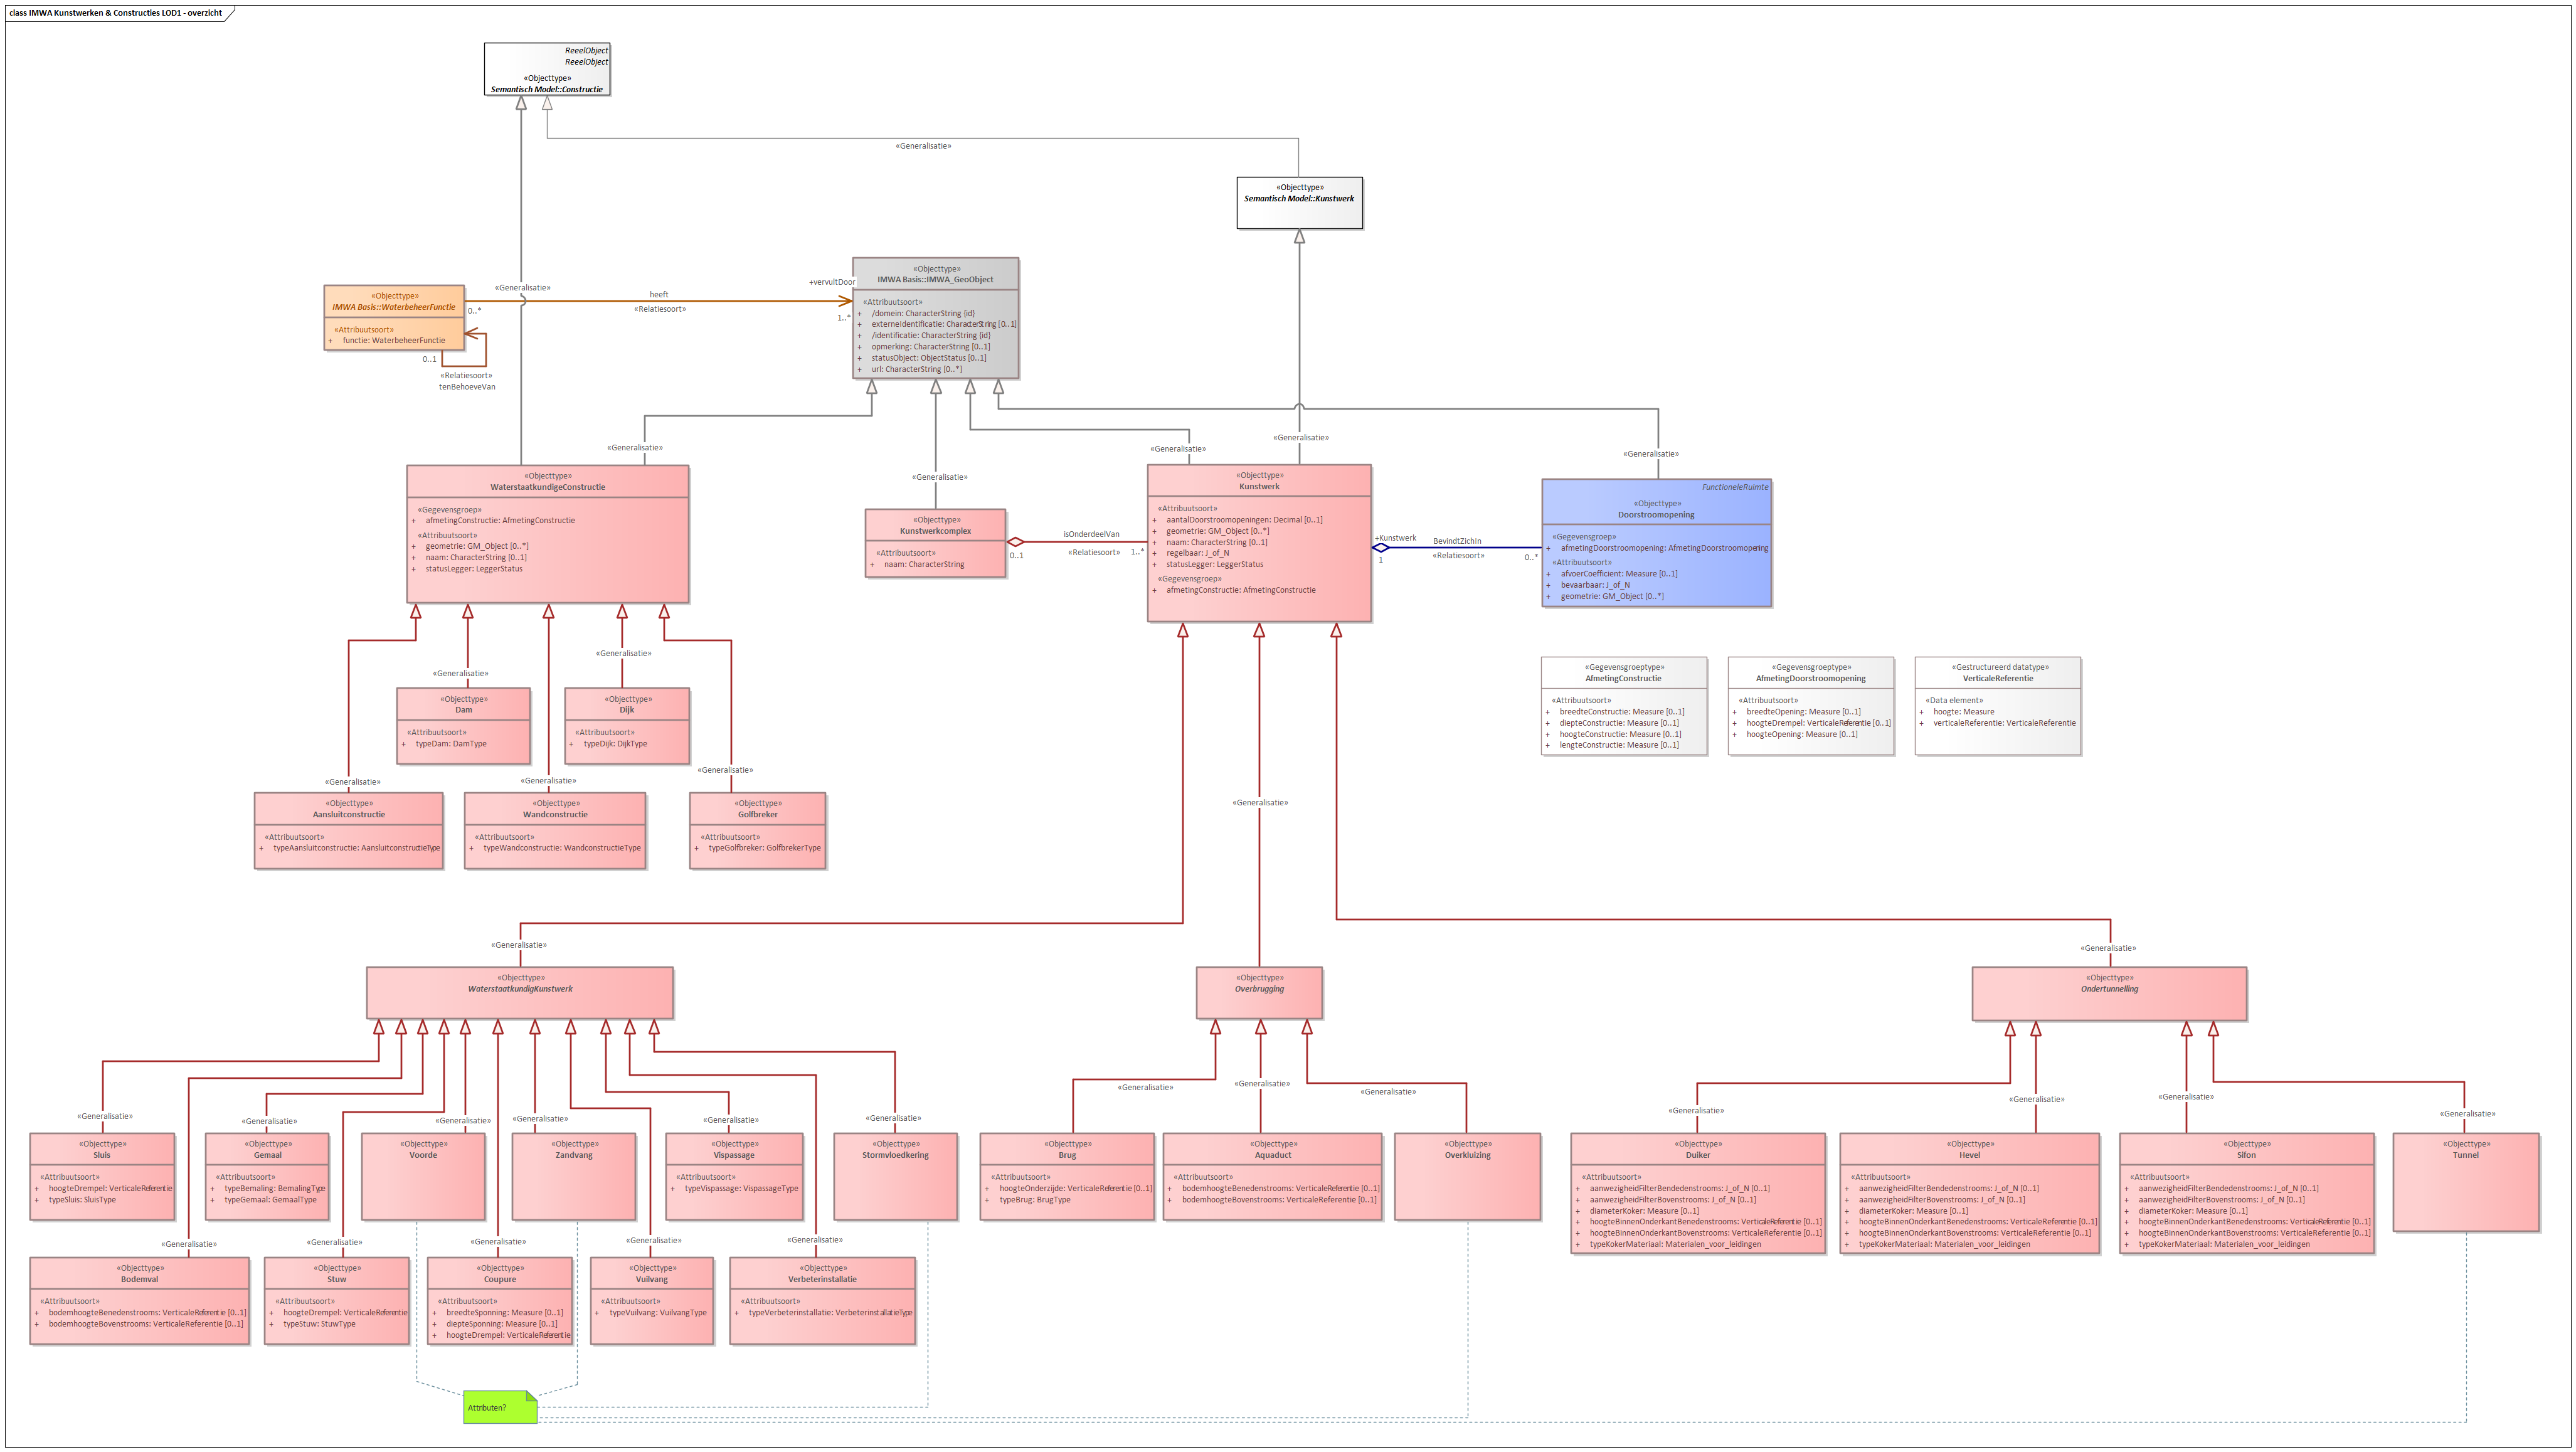 class IMWA Kunstwerken & Constructies LOD1 - overzicht
ReeelObject
ReeelObject
«Objecttype»
Semantisch Model::Constructie
«Generalisatie»
«Objecttype»
Semantisch Model::Kunstwerk
«Generalisatie»
«Objecttype»
IMWA Basis::WaterbeheerFunctie
«Attribuutsoort»
+ functie: WaterbeheerFunctie
0..*
0..1
«Relatiesoort»
tenBehoeveVan
heeft
«Relatiesoort»
+vervultDoor
1..*
«Objecttype»
IMWA Basis::IMWA_GeoObject
«Attribuutsoort»
+ /domein: CharacterString {id}
+ externeIdentificatie: CharacterString [0..1]
+ /identificatie: CharacterString {id}
+ opmerking: CharacterString [0..1]
+ statusObject: ObjectStatus [0..1]
+ url: CharacterString [0..*]
«Generalisatie»
«Generalisatie»
«Generalisatie»
«Generalisatie»
«Generalisatie»
«Objecttype»
WaterstaatkundigeConstructie
«Gegevensgroep»
+ afmetingConstructie: AfmetingConstructie
«Attribuutsoort»
+ geometrie: GM_Object [0..*]
+ naam: CharacterString [0..1]
+ statusLegger: LeggerStatus
«Objecttype»
Kunstwerkcomplex
«Attribuutsoort»
+ naam: CharacterString
0..1
isOnderdeelVan
«Relatiesoort»
1..*
«Objecttype»
Kunstwerk
«Attribuutsoort»
+ aantalDoorstroomopeningen: Decimal [0..1]
+ geometrie: GM_Object [0..*]
+ naam: CharacterString [0..1]
+ regelbaar: J_of_N
+ statusLegger: LeggerStatus
«Gegevensgroep»
+ afmetingConstructie: AfmetingConstructie
+Kunstwerk
1
BevindtZichIn
«Relatiesoort»
0..*
FunctioneleRuimte
«Objecttype»
Doorstroomopening
«Gegevensgroep»
+ afmetingDoorstroomopening: AfmetingDoorstroomopening
«Attribuutsoort»
+ afvoerCoefficient: Measure [0..1]
+ bevaarbaar: J_of_N
+ geometrie: GM_Object [0..*]
«Gegevensgroeptype»
AfmetingConstructie
«Attribuutsoort»
+ breedteConstructie: Measure [0..1]
+ diepteConstructie: Measure [0..1]
+ hoogteConstructie: Measure [0..1]
+ lengteConstructie: Measure [0..1]
«Gegevensgroeptype»
AfmetingDoorstroomopening
«Attribuutsoort»
+ breedteOpening: Measure [0..1]
+ hoogteDrempel: VerticaleReferentie [0..1]
+ hoogteOpening: Measure [0..1]
«Gestructureerd datatype»
VerticaleReferentie
«Data element»
+ hoogte: Measure
+ verticaleReferentie: VerticaleReferentie
«Generalisatie»
«Generalisatie»
«Objecttype»
Dam
«Attribuutsoort»
+ typeDam: DamType
«Objecttype»
Dijk
«Attribuutsoort»
+ typeDijk: DijkType
«Generalisatie»
«Generalisatie»
«Generalisatie»
«Generalisatie»
«Objecttype»
Aansluitconstructie
«Attribuutsoort»
+ typeAansluitconstructie: AansluitconstructieType
«Objecttype»
Wandconstructie
«Attribuutsoort»
+ typeWandconstructie: WandconstructieType
«Objecttype»
Golfbreker
«Attribuutsoort»
+ typeGolfbreker: GolfbrekerType
«Generalisatie»
«Generalisatie»
«Objecttype»
WaterstaatkundigKunstwerk
«Objecttype»
Overbrugging
«Objecttype»
Ondertunnelling
«Generalisatie»
«Generalisatie»
«Generalisatie»
«Generalisatie»
«Generalisatie»
«Generalisatie»
«Generalisatie»
«Generalisatie»
«Generalisatie»
«Generalisatie»
«Generalisatie»
«Generalisatie»
«Generalisatie»
«Objecttype»
Sluis
«Attribuutsoort»
+ hoogteDrempel: VerticaleReferentie
+ typeSluis: SluisType
«Objecttype»
Gemaal
«Attribuutsoort»
+ typeBemaling: BemalingType
+ typeGemaal: GemaalType
«Objecttype»
Voorde
«Objecttype»
Zandvang
«Objecttype»
Vispassage
«Attribuutsoort»
+ typeVispassage: VispassageType
«Objecttype»
Stormvloedkering
«Objecttype»
Brug
«Attribuutsoort»
+ hoogteOnderzijde: VerticaleReferentie [0..1]
+ typeBrug: BrugType
«Objecttype»
Aquaduct
«Attribuutsoort»
+ bodemhoogteBenedenstrooms: VerticaleReferentie [0..1]
+ bodemhoogteBovenstrooms: VerticaleReferentie [0..1]
«Objecttype»
Overkluizing
«Objecttype»
Duiker
«Attribuutsoort»
+ aanwezigheidFilterBendedenstrooms: J_of_N [0..1]
+ aanwezigheidFilterBovenstrooms: J_of_N [0..1]
+ diameterKoker: Measure [0..1]
+ hoogteBinnenOnderkantBenedenstrooms: VerticaleReferentie [0..1]
+ hoogteBinnenOnderkantBovenstrooms: VerticaleReferentie [0..1]
+ typeKokerMateriaal: Materialen_voor_leidingen
«Objecttype»
Hevel
«Attribuutsoort»
+ aanwezigheidFilterBendedenstrooms: J_of_N [0..1]
+ aanwezigheidFilterBovenstrooms: J_of_N [0..1]
+ diameterKoker: Measure [0..1]
+ hoogteBinnenOnderkantBenedenstrooms: VerticaleReferentie [0..1]
+ hoogteBinnenOnderkantBovenstrooms: VerticaleReferentie [0..1]
+ typeKokerMateriaal: Materialen_voor_leidingen
«Objecttype»
Sifon
«Attribuutsoort»
+ aanwezigheidFilterBendedenstrooms: J_of_N [0..1]
+ aanwezigheidFilterBovenstrooms: J_of_N [0..1]
+ diameterKoker: Measure [0..1]
+ hoogteBinnenOnderkantBenedenstrooms: VerticaleReferentie [0..1]
+ hoogteBinnenOnderkantBovenstrooms: VerticaleReferentie [0..1]
+ typeKokerMateriaal: Materialen_voor_leidingen
«Objecttype»
Tunnel
«Generalisatie»
«Generalisatie»
«Generalisatie»
«Generalisatie»
«Generalisatie»
«Objecttype»
Bodemval
«Attribuutsoort»
+ bodemhoogteBenedenstrooms: VerticaleReferentie [0..1]
+ bodemhoogteBovenstrooms: VerticaleReferentie [0..1]
«Objecttype»
Stuw
«Attribuutsoort»
+ hoogteDrempel: VerticaleReferentie
+ typeStuw: StuwType
«Objecttype»
Coupure
«Attribuutsoort»
+ breedteSponning: Measure [0..1]
+ diepteSponning: Measure [0..1]
+ hoogteDrempel: VerticaleReferentie
«Objecttype»
Vuilvang
«Attribuutsoort»
+ typeVuilvang: VuilvangType
«Objecttype»
Verbeterinstallatie
«Attribuutsoort»
+ typeVerbeterinstallatie: VerbeterinstallatieType
Attributen?